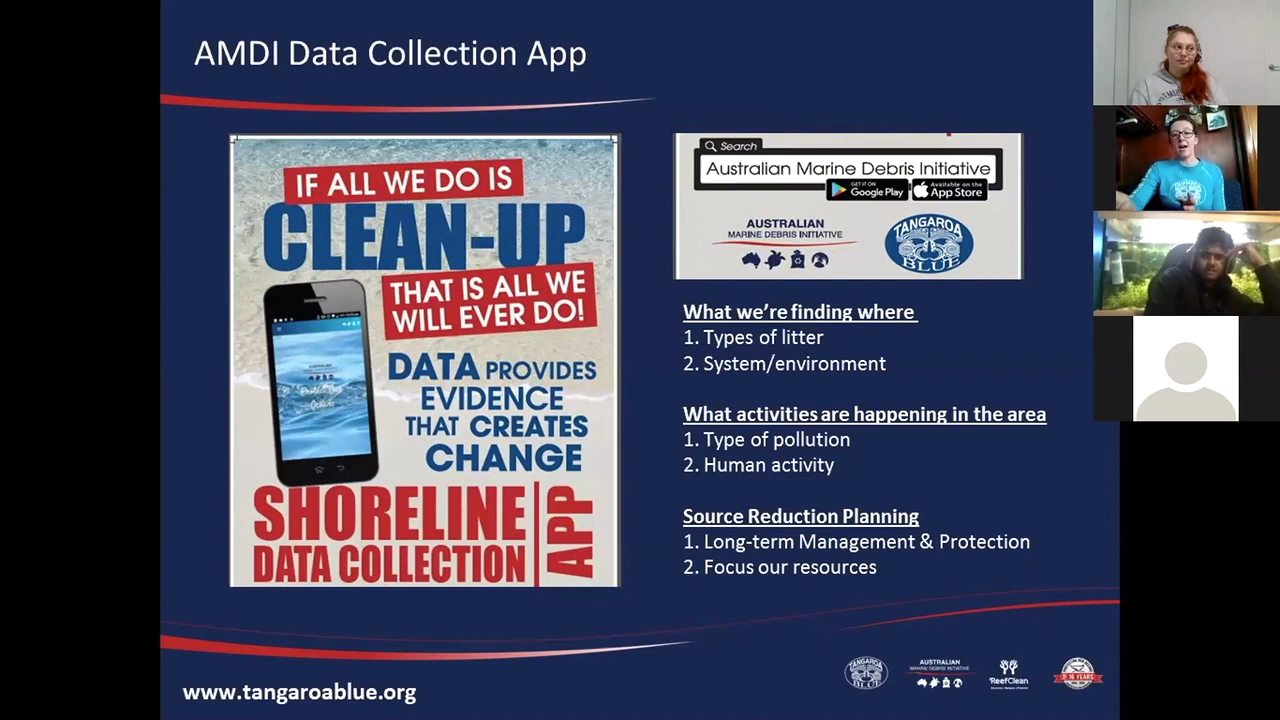 AMDI Data Collection App
IF ALL WE DO IS
CLEAN-UP
THAT IS ALL WE
WILL EVER DO!
DATA PROVIDES
EVIDENCE
THAT CREATES
CHANGE
SHORELINE
DATA COLLECTION
APP
Search
Australian Marine Debris Initiative
GET IT ON
Google Play
Available on the
App Store
AUSTRALIAN
MARINE DEBRIS INITIATIVE
TANGAROA
BLUE
What we're finding where
1. Types of litter
2. System/environment
What activities are happening in the area
1. Type of pollution
2. Human activity
Source Reduction Planning
1. Long-term Management & Protection
2. Focus our resources
www.tangaroablue.org
TANGAROA
BLUE
AUSTRALIAN
MARINE DEBRIS INITIATIVE
ReefClean